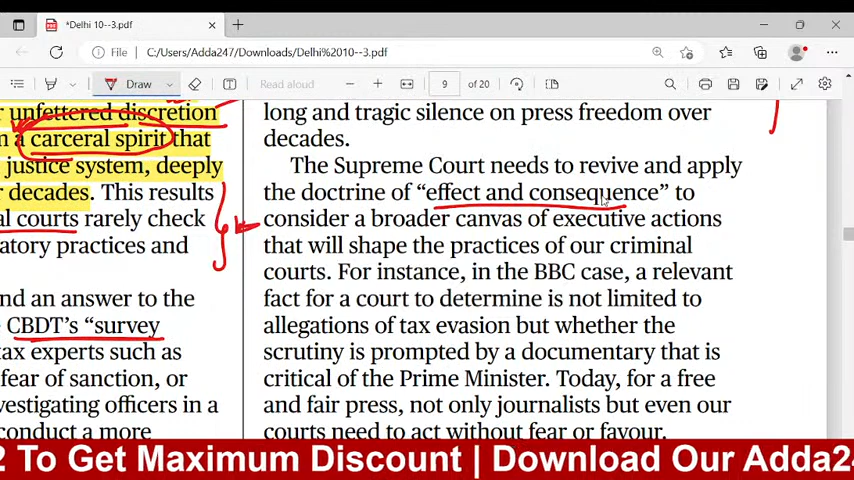 *Delhi 10--3.pdf
File
C:/Users/Adda247/Downloads/Delhi%2010--3.pdf
Draw
Read aloud
9
of 20
unfettered discretion
a carceral spirit that
justice system, deeply
decades. This results
courts rarely check
practices and
and an answer to the
CBDT's “survey
tax experts such as
fear of sanction, or
officers in a
conduct a more
long and tragic silence on press freedom over
decades.
The Supreme Court needs to revive and apply
the doctrine of “effect and consequence” to
consider a broader canvas of executive actions
that will shape the practices of our criminal
courts. For instance, in the BBC case, a relevant
fact for a court to determine is not limited to
allegations of tax evasion but whether the
scrutiny is prompted by a documentary that is
critical of the Prime Minister. Today, for a free
and fair press, not only journalists but even our
courts need to act without fear or favour.
2 To Get Maximum Discount | Download Our Adda24